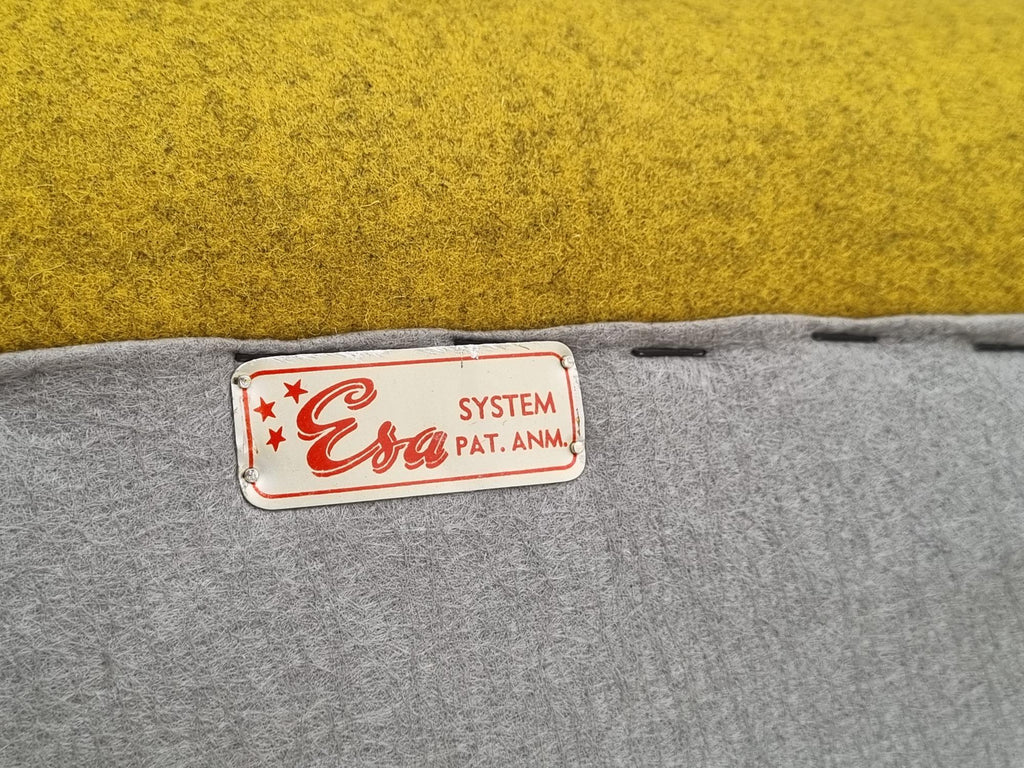 Esa
SYSTEM
PAT. ANM.